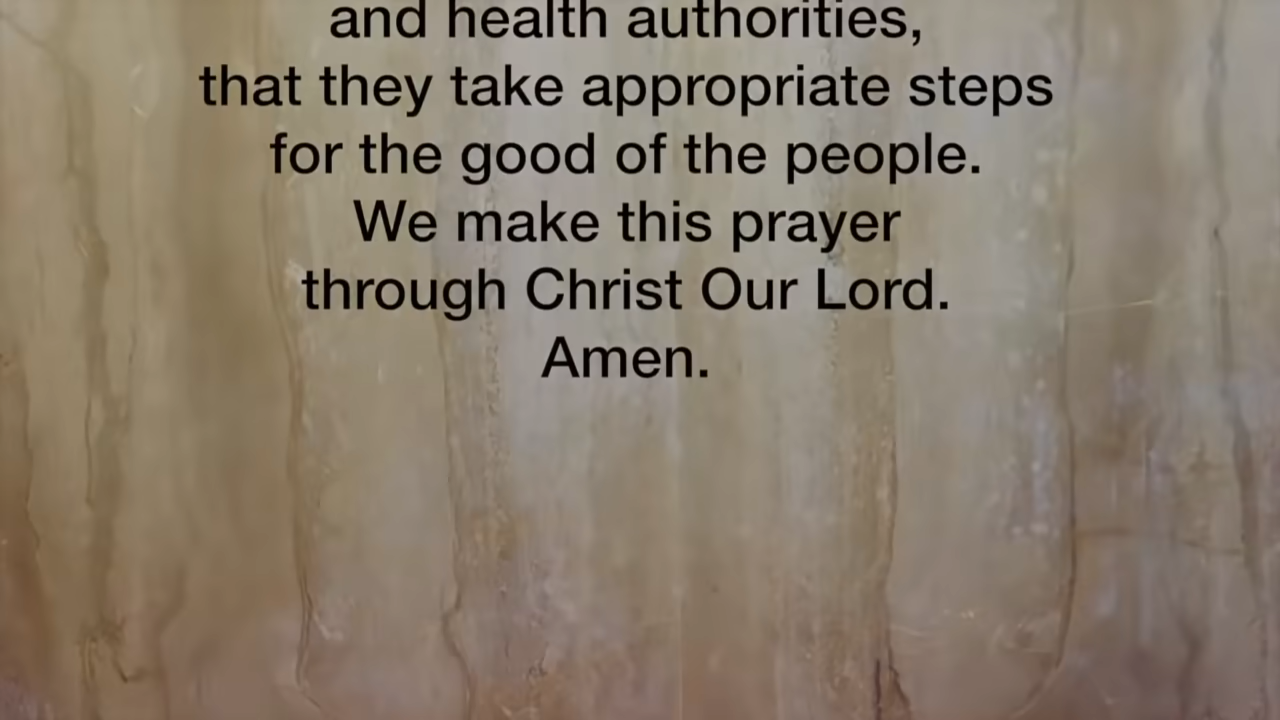 and health authorities,
that they take appropriate steps
for the good of the people.
We make this prayer
through Christ Our Lord.
Amen.